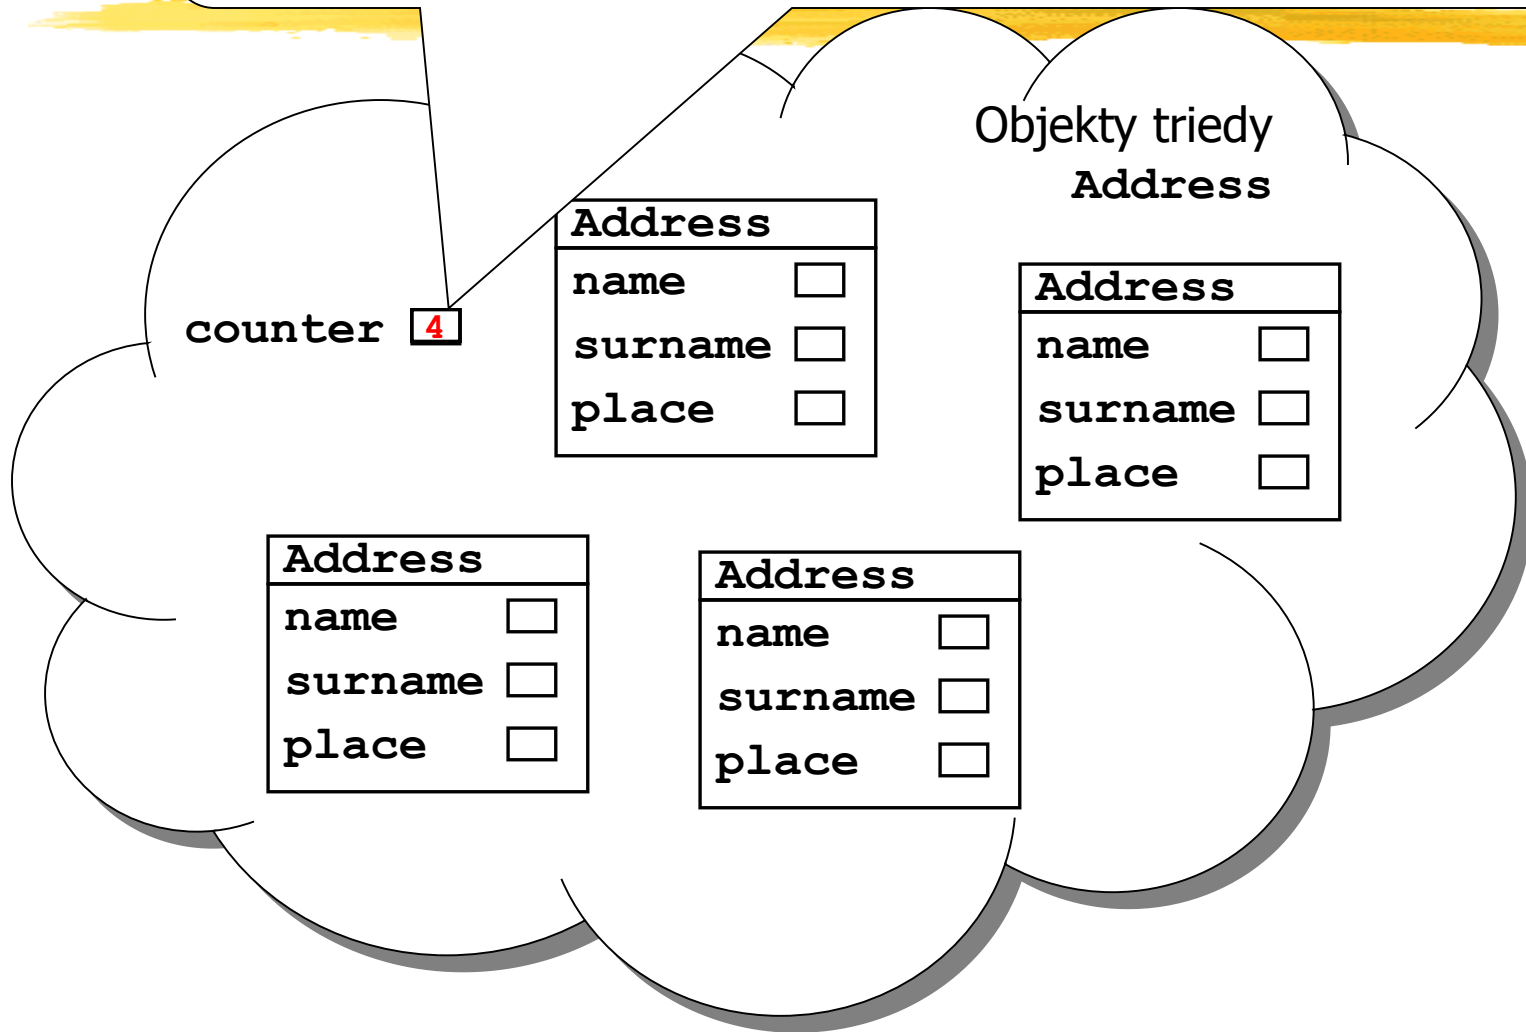 Objekty triedy
Address
counter 4
Address
name
surname
place
Address
name
surname
place
Address
name
surname
place
Address
name
surname
place